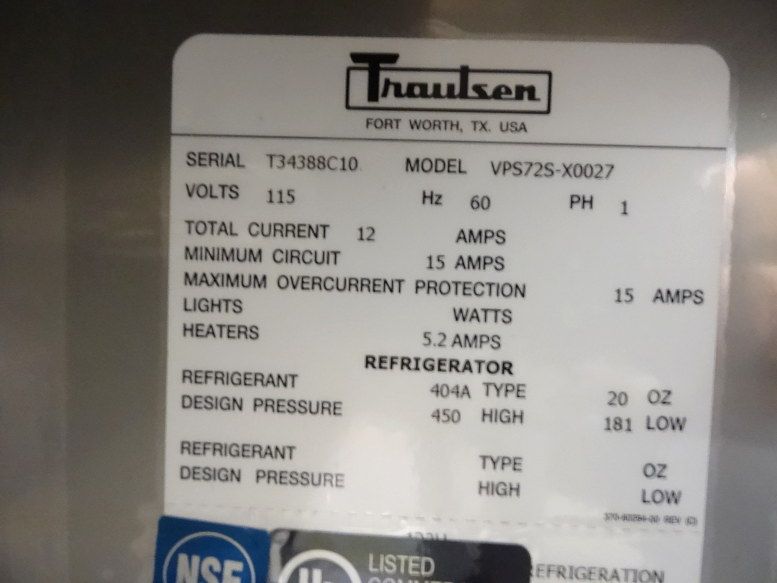 Traulsen
FORT WORTH, TX. USA
SERIAL T34388C10 MODEL VPS72S-X0027
VOLTS 115 Hz 60 PH 1
TOTAL CURRENT 12 AMPS
MINIMUM CIRCUIT 15 AMPS
MAXIMUM OVERCURRENT PROTECTION 15 AMPS
LIGHTS WATTS
HEATERS 5.2 AMPS
REFRIGERATOR
REFRIGERANT 404A TYPE 20 OZ
DESIGN PRESSURE 450 HIGH 181 LOW
REFRIGERANT TYPE OZ
DESIGN PRESSURE HIGH LOW
NSF
UL LISTED
REFRIGERATION